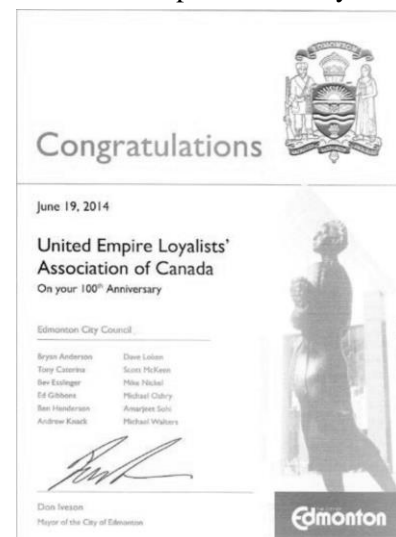 Congratulations
June 19, 2014
United Empire Loyalists'
Association of Canada
On your 100th Anniversary
Edmonton City Council
Bryan Anderson
Tony Caterina
Bev Esslinger
Ed Gibbons
Ben Henderson
Andrew Knack
Dave Loken
Scott McKeen
Mike Nickel
Michael Oshry
Amarjeet Sohi
Michael Walters
Don Iveson
Mayor of the City of Edmonton
Edmonton